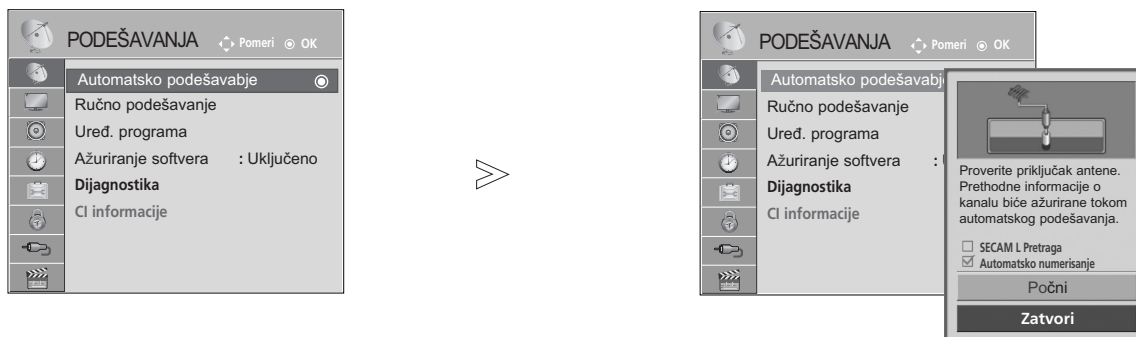 PODEŠAVANJA Pomeri OK
Automatsko podešavabje
Ručno podešavanje
Uređ. programa
Ažuriranje softvera : Uključeno
Dijagnostika
CI informacije
PODEŠAVANJA Pomeri OK
Automatsko podešavabj
Ručno podešavanje
Uređ. programa
Ažuriranje softvera :
Dijagnostika
CI informacije
Proverite priključak antene.
Prethodne informacije o
kanalu biće ažurirane tokom
automatskog podešavanja.
SECAM L Pretraga
Automatsko numerisanje
Počni
Zatvori